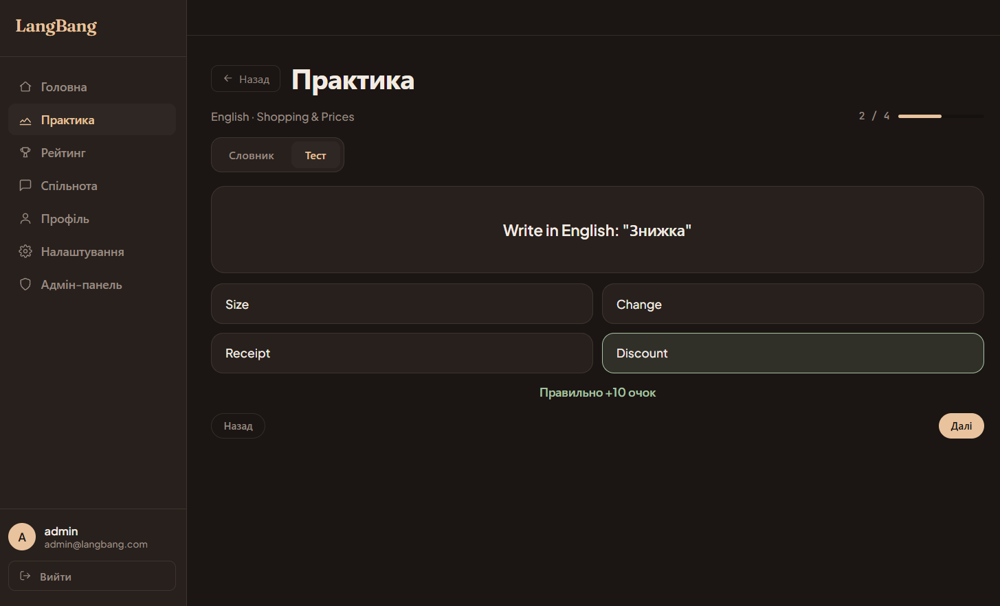 LangBang
Головна
Практика
Рейтинг
Спільнота
Профіль
Налаштування
Адмін-панель
A
admin
admin@langbang.com
Вийти
← Назад
Практика
English · Shopping & Prices
2 / 4
Словник
Тест
Write in English: "Знижка"
Size
Change
Receipt
Discount
Правильно +10 очок
Назад
Далі